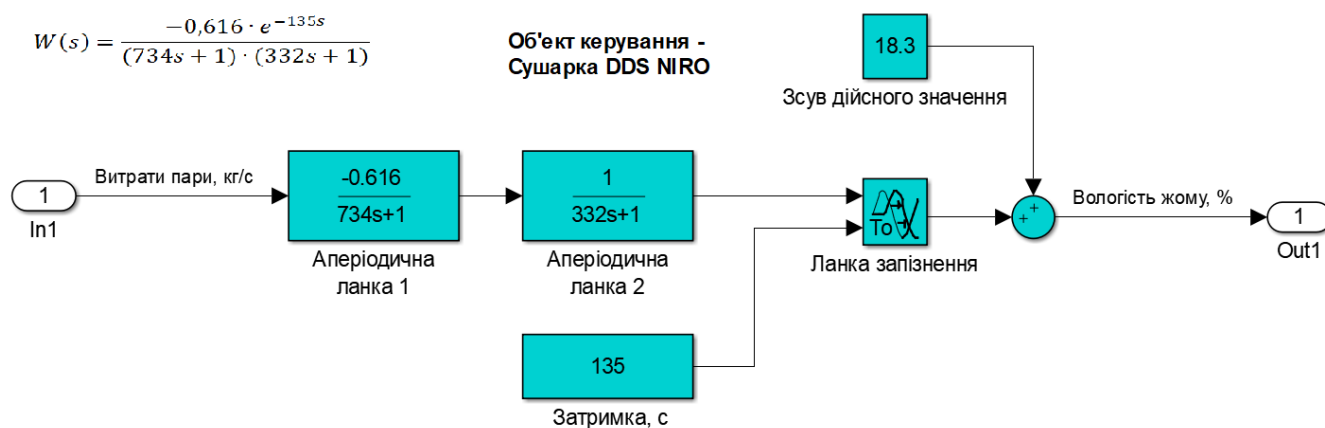 W(s) = −0,616 · e^−135s / (734s + 1) · (332s + 1)
Об'єкт керування -
Сушарка DDS NIRO
18.3
Зсув дійсного значення
1
In1
Витрати пари, кг/с
-0.616
734s+1
Аперіодична
ланка 1
1
332s+1
Аперіодична
ланка 2
To
Ланка запізнення
+
+
Вологість жому, %
1
Out1
135
Затримка, с